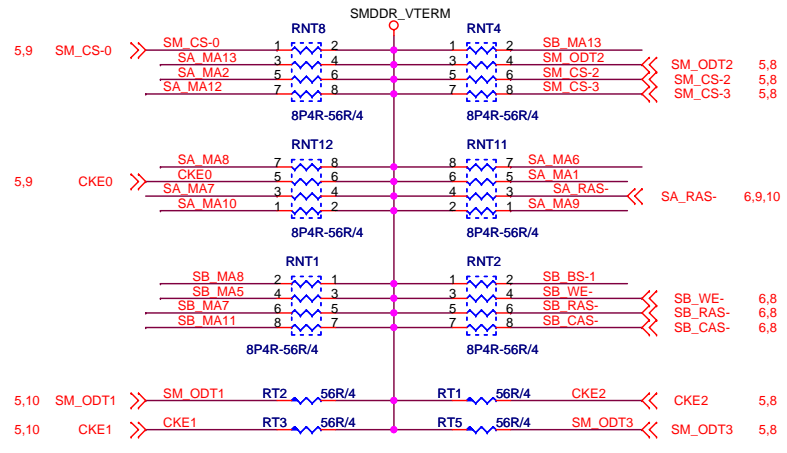 SMDDR_VTERM
RNT8 RNT4
5,9 SM_CS-0 SM_CS-0 1 2 1 2 SB_MA13
SA_MA13 3 4 3 4 SM_ODT2 SM_ODT2 5,8
SA_MA2 5 6 5 6 SM_CS-2 SM_CS-2 5,8
SA_MA12 7 8 7 8 SM_CS-3 SM_CS-3 5,8
8P4R-56R/4 8P4R-56R/4
RNT12 RNT11
SA_MA8 7 8 8 7 SA_MA6
5,9 CKE0 CKE0 5 6 6 5 SA_MA1
SA_MA7 3 4 4 3 SA_RAS- SA_RAS- 6,9,10
SA_MA10 1 2 2 1 SA_MA9
8P4R-56R/4 8P4R-56R/4
RNT1 RNT2
SB_MA8 2 1 1 2 SB_BS-1
SB_MA5 4 3 3 4 SB_WE- SB_WE- 6,8
SB_MA7 6 5 5 6 SB_RAS- SB_RAS- 6,8
SB_MA11 8 7 7 8 SB_CAS- SB_CAS- 6,8
8P4R-56R/4 8P4R-56R/4
5,10 SM_ODT1 SM_ODT1 RT2 56R/4 RT1 56R/4 CKE2 CKE2 5,8
5,10 CKE1 CKE1 RT3 56R/4 RT5 56R/4 SM_ODT3 SM_ODT3 5,8